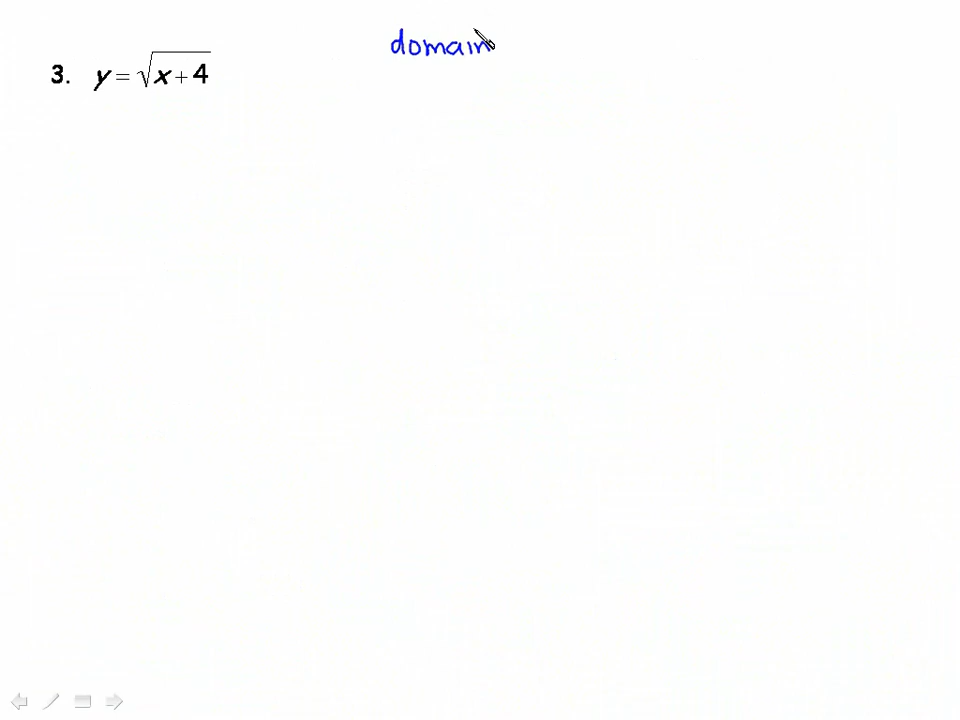 domain
3. y = √x + 4